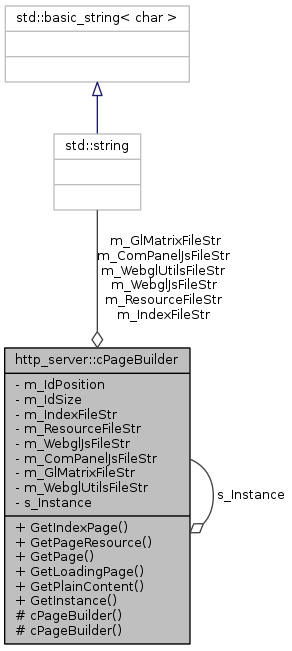 std::basic_string< char >
std::string
m_GlMatrixFileStr
m_ComPanelJsFileStr
m_WebglUtilsFileStr
m_WebglJsFileStr
m_ResourceFileStr
m_IndexFileStr
http_server::cPageBuilder
- m_IdPosition
- m_IdSize
- m_IndexFileStr
- m_ResourceFileStr
- m_WebglJsFileStr
- m_ComPanelJsFileStr
- m_GlMatrixFileStr
- m_WebglUtilsFileStr
- s_Instance
s_Instance
+ GetIndexPage()
+ GetPageResource()
+ GetPage()
+ GetLoadingPage()
+ GetPlainContent()
+ GetInstance()
# cPageBuilder()
# cPageBuilder()